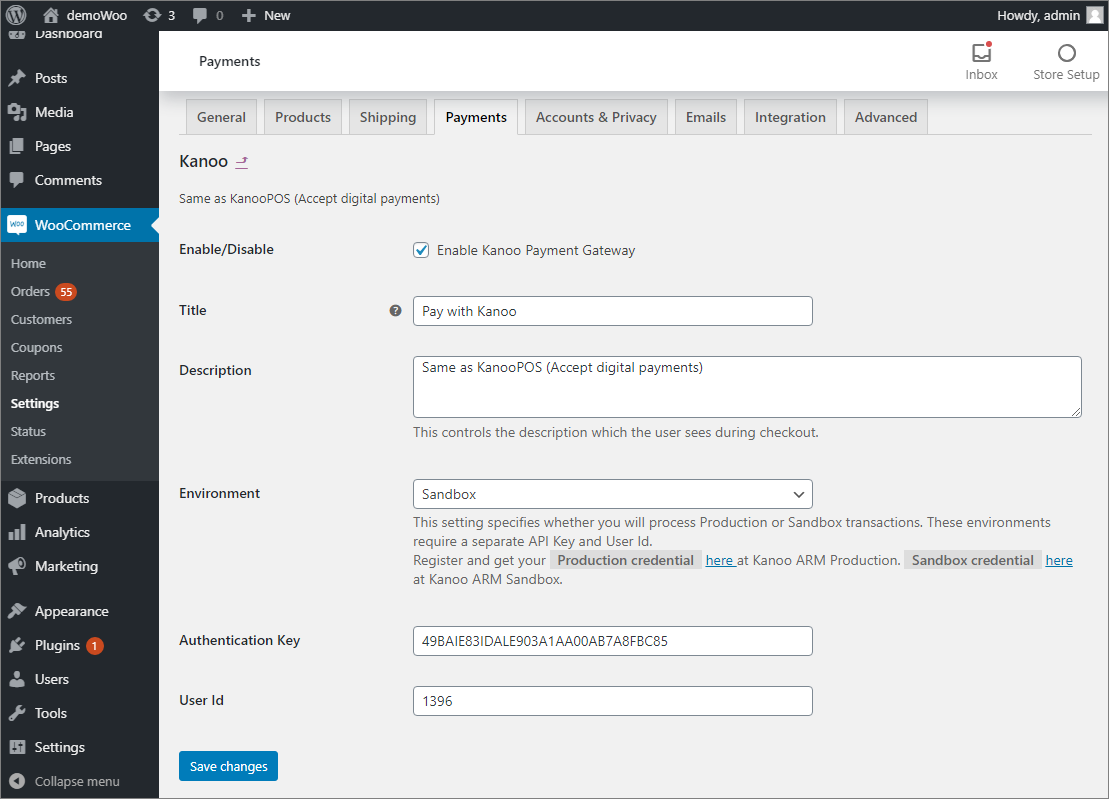 demoWoo 3 0 New Howdy, admin
Dashboard
Posts
Media
Pages
Comments
WOO WooCommerce
Home
Orders 55
Customers
Coupons
Reports
Settings
Status
Extensions
Products
Analytics
Marketing
Appearance
Plugins 1
Users
Tools
Settings
Collapse menu
Payments
Inbox
Store Setup
General Products Shipping Payments Accounts & Privacy Emails Integration Advanced
Kanoo
Same as KanooPOS (Accept digital payments)
Enable/Disable Enable Kanoo Payment Gateway
Title ? Pay with Kanoo
Description Same as KanooPOS (Accept digital payments)
This controls the description which the user sees during checkout.
Environment Sandbox
This setting specifies whether you will process Production or Sandbox transactions. These environments
require a separate API Key and User Id.
Register and get your Production credential here at Kanoo ARM Production. Sandbox credential here
at Kanoo ARM Sandbox.
Authentication Key 49BAIE83IDALE903A1AA00AB7A8FBC85
User Id 1396
Save changes